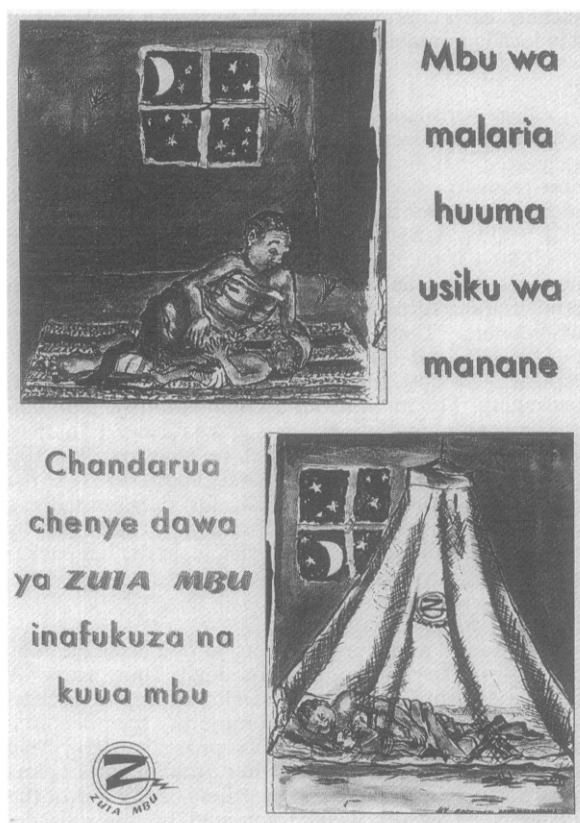 Mbu wa
malaria
huuma
usiku wa
manane
Chandarua
chenye dawa
ya ZUIA MBU
inafukuza na
kuua mbu
Z
Z
ZUIA MBU